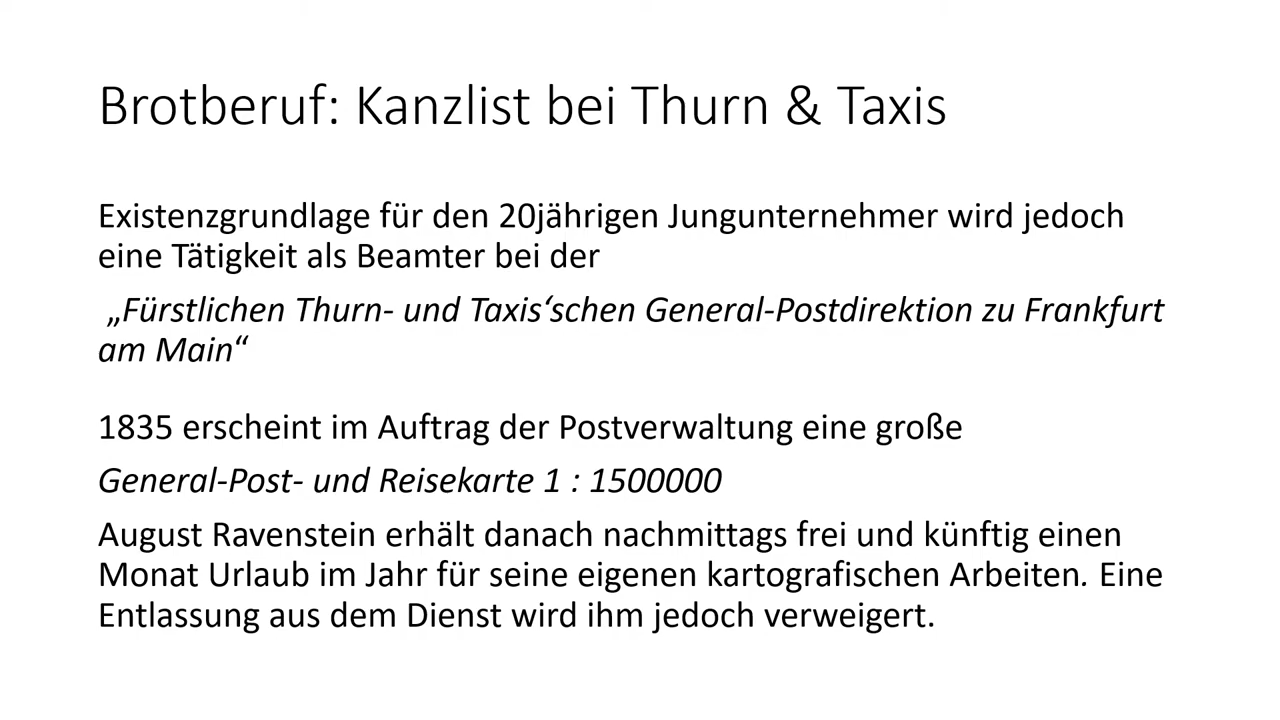 Brotberuf: Kanzlist bei Thurn & Taxis
Existenzgrundlage für den 20jährigen Jungunternehmer wird jedoch
eine Tätigkeit als Beamter bei der
„Fürstlichen Thurn- und Taxis‘schen General-Postdirektion zu Frankfurt
am Main“
1835 erscheint im Auftrag der Postverwaltung eine große
General-Post- und Reisekarte 1 : 1500000
August Ravenstein erhält danach nachmittags frei und künftig einen
Monat Urlaub im Jahr für seine eigenen kartografischen Arbeiten. Eine
Entlassung aus dem Dienst wird ihm jedoch verweigert.